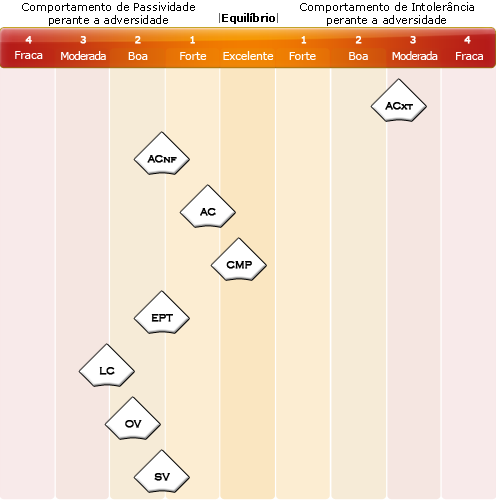 Comportamento de Passividade
perante a adversidade
|Equilíbrio|
Comportamento de Intolerância
perante a adversidade
4 3 2 1 1 2 3 4
Fraca Moderada Boa Forte Excelente Forte Boa Moderada Fraca
ACXT
ACNF
AC
CMP
EPT
LC
OV
SV